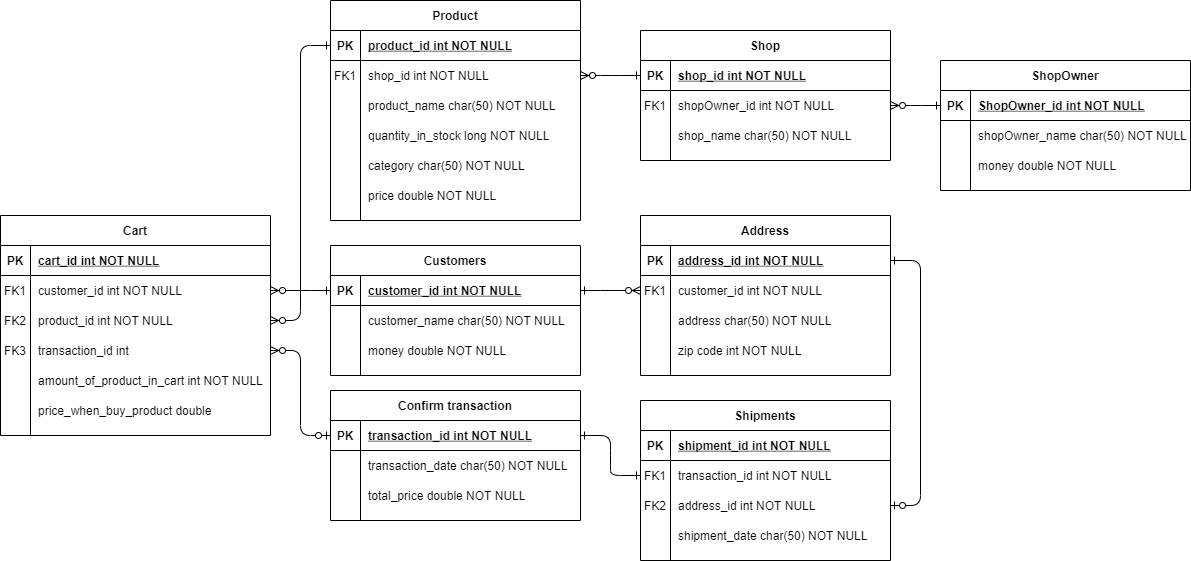 Product
PK product_id int NOT NULL
FK1 shop_id int NOT NULL
product_name char(50) NOT NULL
quantity_in_stock long NOT NULL
category char(50) NOT NULL
price double NOT NULL
Shop
PK shop_id int NOT NULL
FK1 shopOwner_id int NOT NULL
shop_name char(50) NOT NULL
ShopOwner
PK ShopOwner_id int NOT NULL
shopOwner_name char(50) NOT NULL
money double NOT NULL
Cart
PK cart_id int NOT NULL
FK1 customer_id int NOT NULL
FK2 product_id int NOT NULL
FK3 transaction_id int
amount_of_product_in_cart int NOT NULL
price_when_buy_product double
Customers
PK customer_id int NOT NULL
customer_name char(50) NOT NULL
money double NOT NULL
Address
PK address_id int NOT NULL
FK1 customer_id int NOT NULL
address char(50) NOT NULL
zip code int NOT NULL
Confirm transaction
PK transaction_id int NOT NULL
transaction_date char(50) NOT NULL
total_price double NOT NULL
Shipments
PK shipment_id int NOT NULL
FK1 transaction_id int NOT NULL
FK2 address_id int NOT NULL
shipment_date char(50) NOT NULL